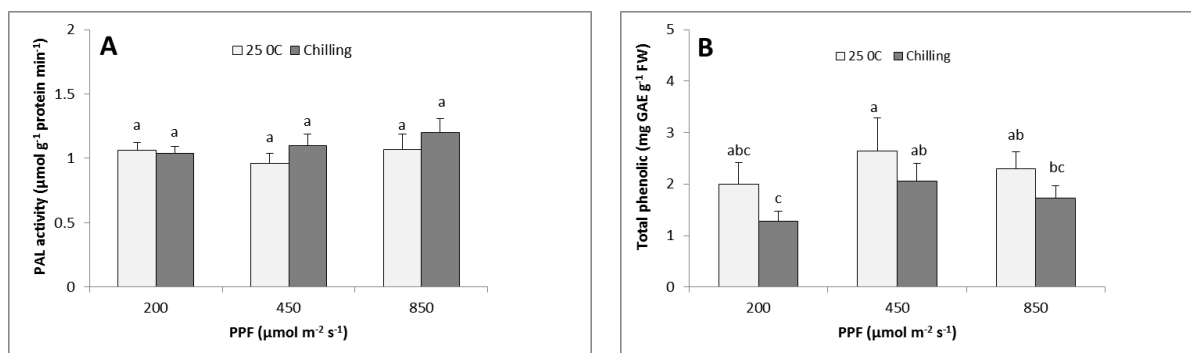 A
25 0C
Chilling
PAL activity (μmol g⁻¹ protein min⁻¹)
2
1.5
1
0.5
0
a
a
a
a
a
a
200
450
850
PPF (μmol m⁻² s⁻¹)
B
25 0C
Chilling
Total phenolic (mg GAE g⁻¹ FW)
5
4
3
2
1
0
abc
c
a
ab
ab
bc
200
450
850
PPF (μmol m⁻² s⁻¹)